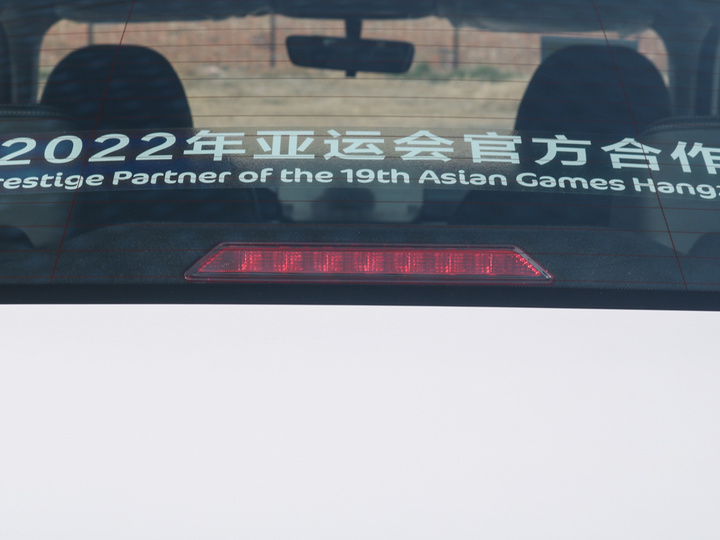 2022年亚运会官方合作
restige Partner of the 19th Asian Games Hangz